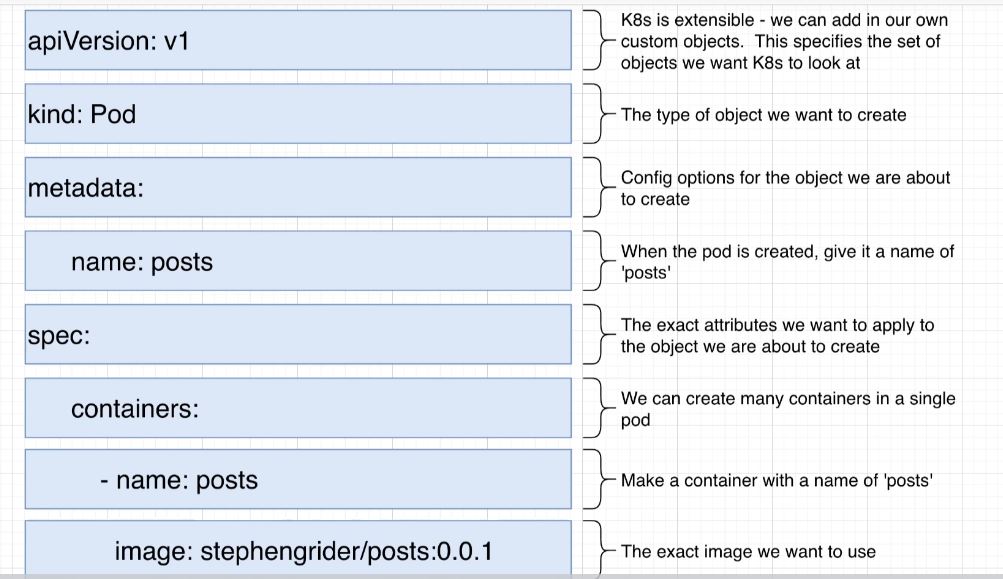 apiVersion: v1
K8s is extensible - we can add in our own
custom objects. This specifies the set of
objects we want K8s to look at
kind: Pod
The type of object we want to create
metadata:
Config options for the object we are about
to create
name: posts
When the pod is created, give it a name of
'posts'
spec:
The exact attributes we want to apply to
the object we are about to create
containers:
We can create many containers in a single
pod
- name: posts
Make a container with a name of 'posts'
image: stephengrider/posts:0.0.1
The exact image we want to use